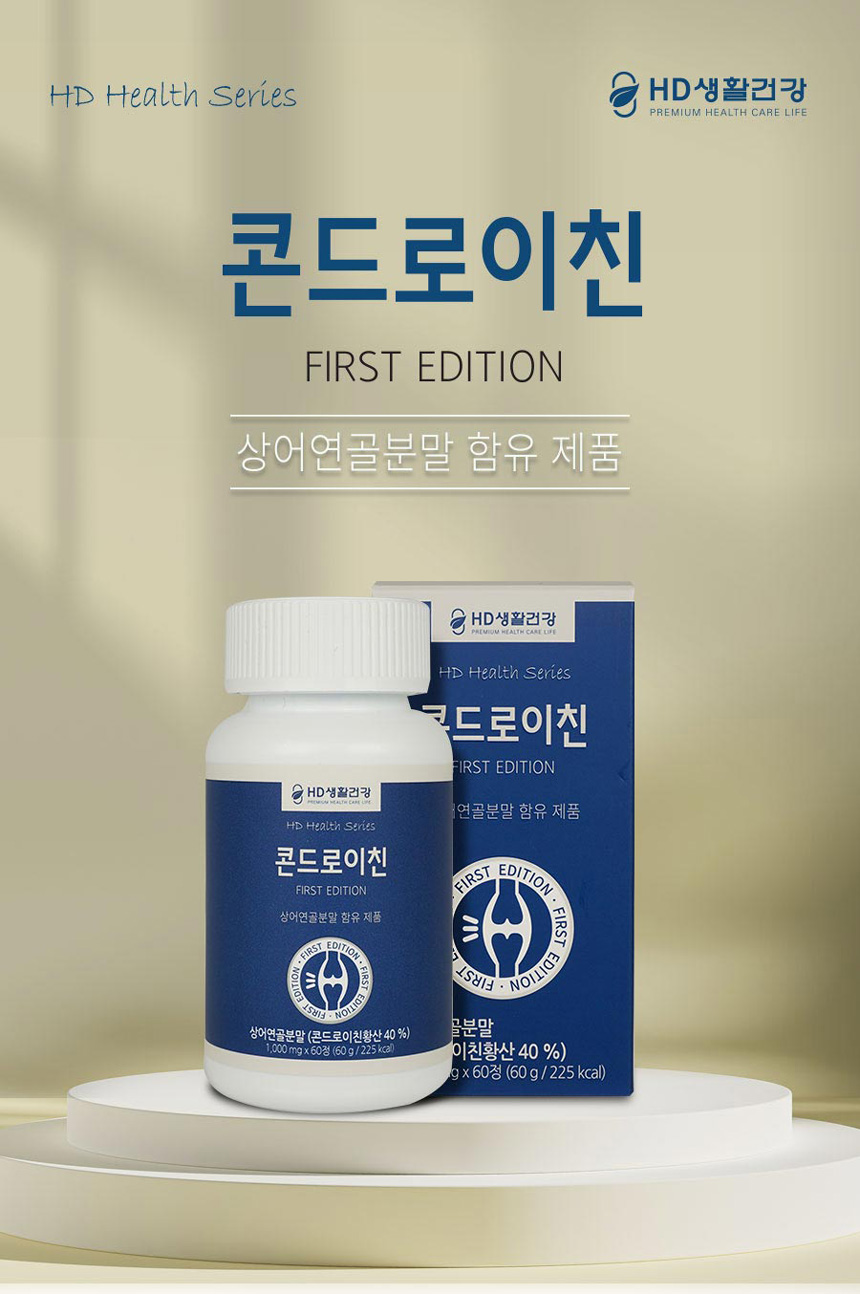 HD Health Series
HD생활건강
PREMIUM HEALTH CARE LIFE
콘드로이친
FIRST EDITION
상어연골분말 함유 제품
HD생활건강
PREMIUM HEALTH CARE LIFE
HD Health Series
콘드로이친
FIRST EDITION
상어연골분말 함유 제품
FIRST EDITION · FIRST EDITION · FIRST EDITION ·
상어연골분말 (콘드로이친황산 40 %)
1,000 mg x 60정 (60 g / 225 kcal)
HD생활건강
PREMIUM HEALTH CARE LIFE
HD Health Series
드로이친
FIRST EDITION
연골분말 함유 제품
FIRST EDITION · FIRST EDITION ·
골분말
이친황산 40 %)
x 60정 (60 g / 225 kcal)